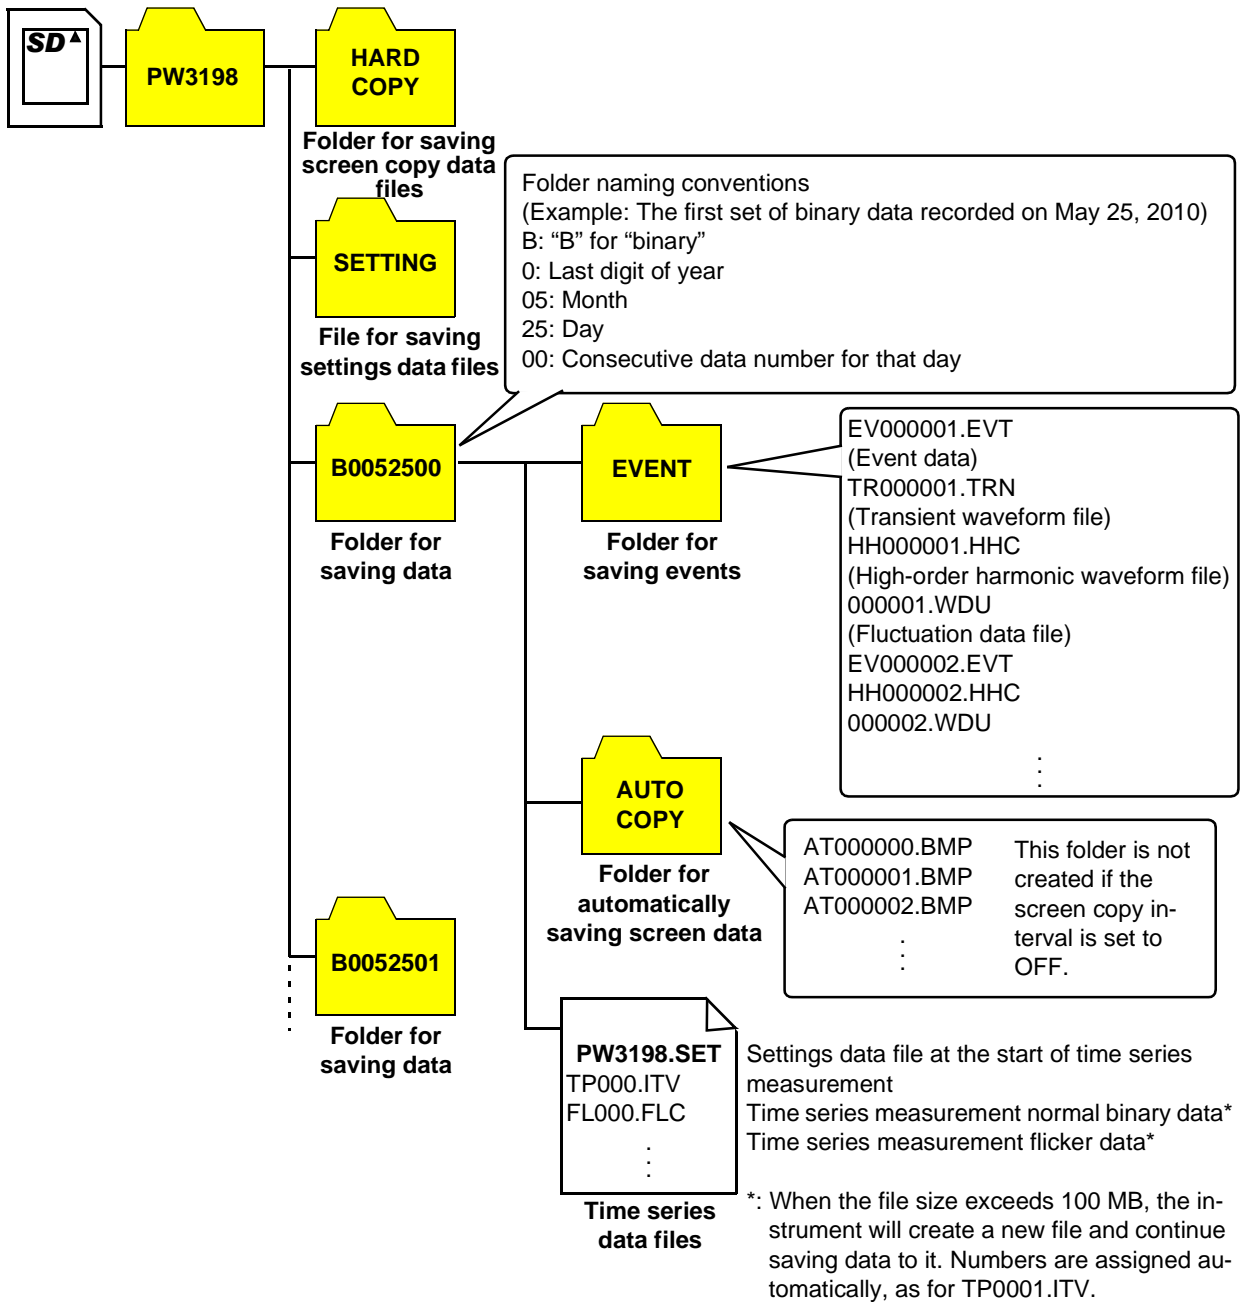 SD
PW3198
HARD
COPY
Folder for saving
screen copy data
files
Folder naming conventions
(Example: The first set of binary data recorded on May 25, 2010)
B: “B” for “binary”
0: Last digit of year
05: Month
25: Day
00: Consecutive data number for that day
SETTING
File for saving
settings data files
B0052500
Folder for
saving data
EVENT
Folder for
saving events
EV000001.EVT
(Event data)
TR000001.TRN
(Transient waveform file)
HH000001.HHC
(High-order harmonic waveform file)
000001.WDU
(Fluctuation data file)
EV000002.EVT
HH000002.HHC
000002.WDU
.
.
.
AUTO
COPY
Folder for
automatically
saving screen data
AT000000.BMP
AT000001.BMP
AT000002.BMP
.
.
.
This folder is not
created if the
screen copy in-
terval is set to
OFF.
B0052501
Folder for
saving data
PW3198.SET
TP000.ITV
FL000.FLC
.
.
.
Time series
data files
Settings data file at the start of time series
measurement
Time series measurement normal binary data*
Time series measurement flicker data*
*: When the file size exceeds 100 MB, the in-
strument will create a new file and continue
saving data to it. Numbers are assigned au-
tomatically, as for TP0001.ITV.